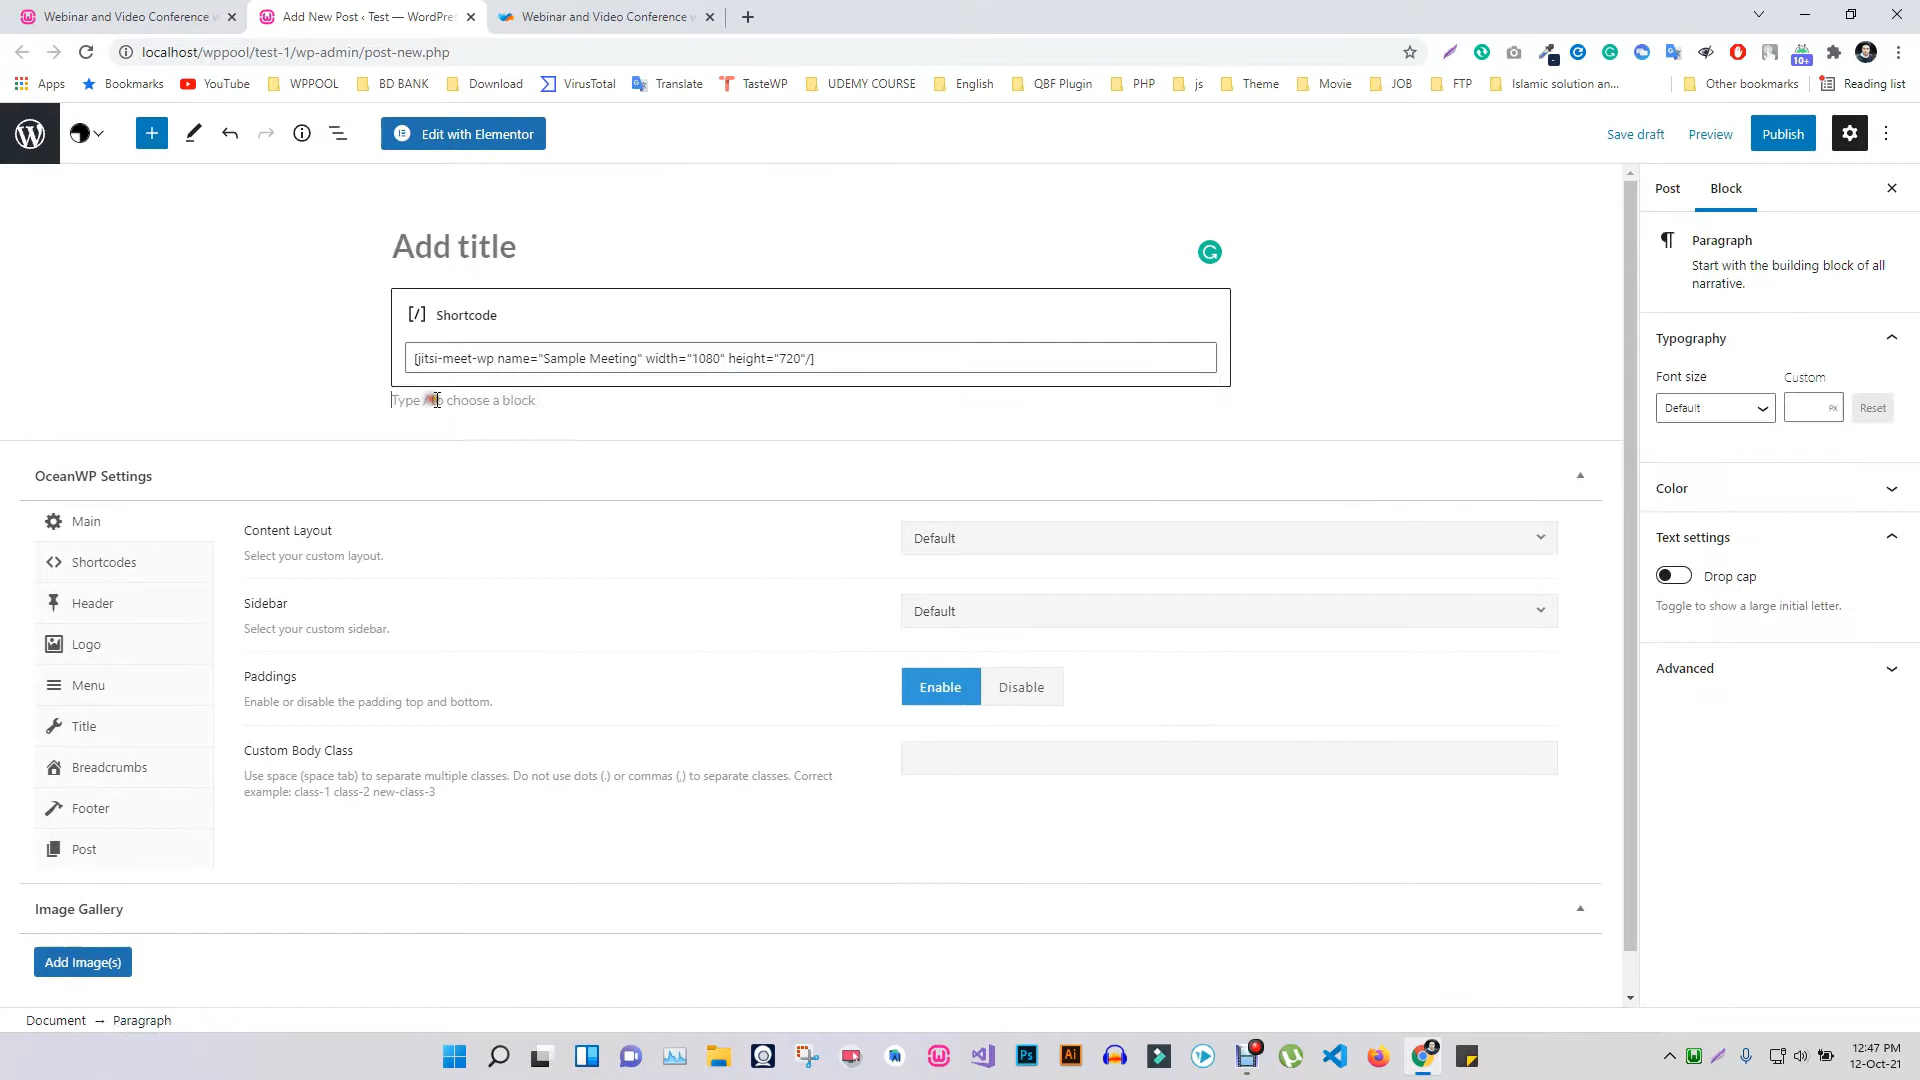 Webinar and Video Conference w
Add New Post ‹ Test — WordPres
Webinar and Video Conference w
localhost/wppool/test-1/wp-admin/post-new.php
10+
Apps
Bookmarks
YouTube
WPPOOL
BD BANK
Download
VirusTotal
Translate
TasteWP
UDEMY COURSE
English
QBF Plugin
PHP
js
Theme
Movie
JOB
FTP
Islamic solution an...
Other bookmarks
Reading list
Edit with Elementor
Save draft
Preview
Publish
Post
Block
Add title
Paragraph
Start with the building block of all
narrative.
[/] Shortcode
[jitsi-meet-wp name="Sample Meeting" width="1080" height="720"/]
Type / to choose a block
Typography
Font size
Custom
Default
PX
Reset
Color
Text settings
Drop cap
Toggle to show a large initial letter.
Advanced
OceanWP Settings
Main
Shortcodes
Header
Logo
Menu
Title
Breadcrumbs
Footer
Post
Content Layout
Select your custom layout.
Default
Sidebar
Select your custom sidebar.
Default
Paddings
Enable or disable the padding top and bottom.
Enable
Disable
Custom Body Class
Use space (space tab) to separate multiple classes. Do not use dots (.) or commas (,) to separate classes. Correct
example: class-1 class-2 new-class-3
Image Gallery
Add Image(s)
Document → Paragraph
Ps
Ai
12:47 PM
12-Oct-21